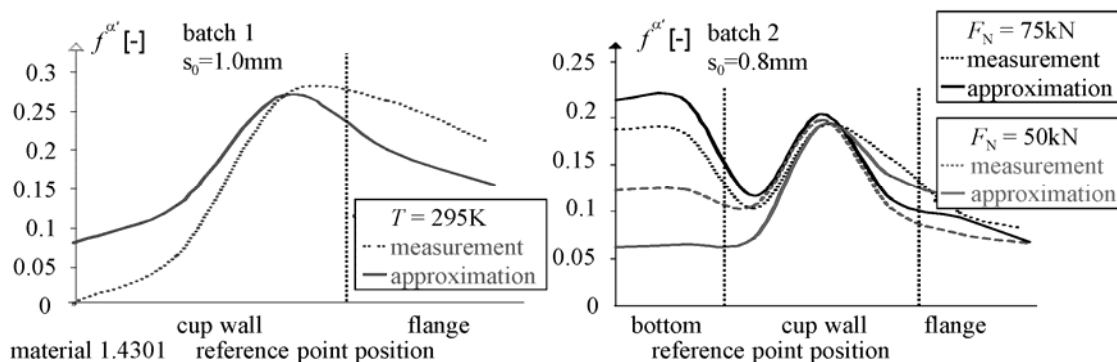 f^α' [-] batch 1
s₀=1.0mm
0.3
0.25
0.2
0.15
0.1
0.05
0
T = 295K
measurement
approximation
cup wall flange
material 1.4301 reference point position
f^α' [-] batch 2
s₀=0.8mm
0.25
0.2
0.15
0.1
0.05
0
F_N = 75kN
measurement
approximation
F_N = 50kN
measurement
approximation
bottom cup wall flange
reference point position